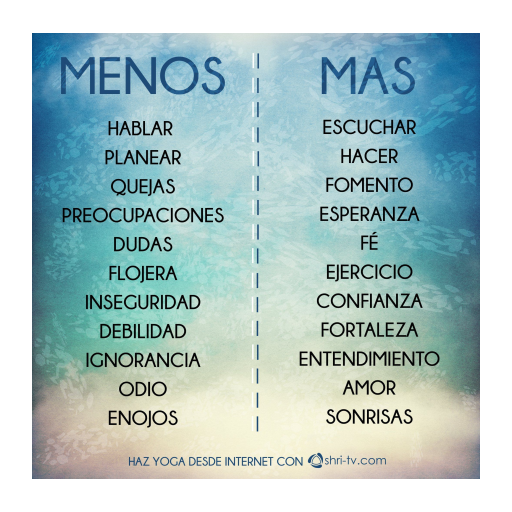 MENOS
HABLAR
PLANEAR
QUEJAS
PREOCUPACIONES
DUDAS
FLOJERA
INSEGURIDAD
DEBILIDAD
IGNORANCIA
ODIO
ENOJOS
MAS
ESCUCHAR
HACER
FOMENTO
ESPERANZA
FÉ
EJERCICIO
CONFIANZA
FORTALEZA
ENTENDIMIENTO
AMOR
SONRISAS
HAZ YOGA DESDE INTERNET CON shri-tv.com